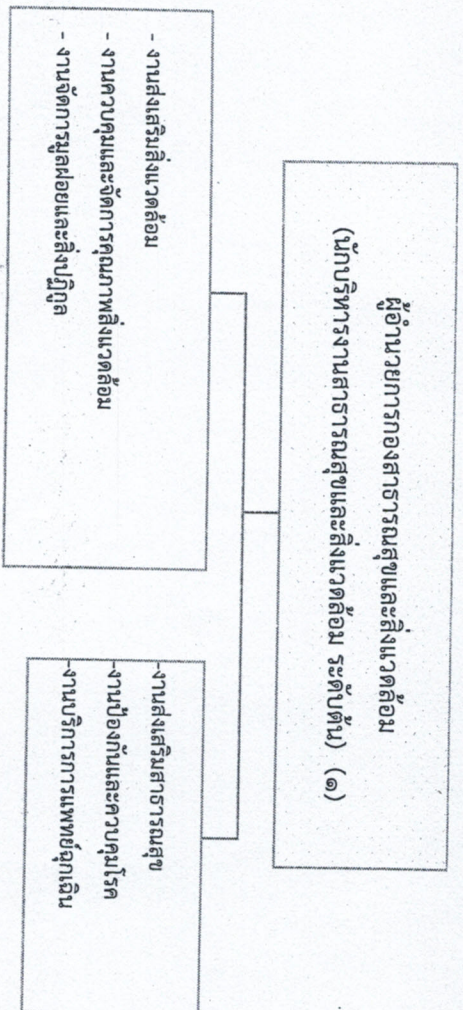 ผู้อำนวยการกองสาธารณสุขและสิ่งแวดล้อม
(นักบริหารงานสาธารณสุขและสิ่งแวดล้อม ระดับต้น) (๑)
- งานส่งเสริมสิ่งแวดล้อม
- งานควบคุมและจัดการคุณภาพสิ่งแวดล้อม
- งานจัดการมูลฝอยและสิ่งปฏิกูล
-งานส่งเสริมสาธารณสุข
-งานป้องกันและควบคุมโรค
-งานบริการการแพทย์ฉุกเฉิน